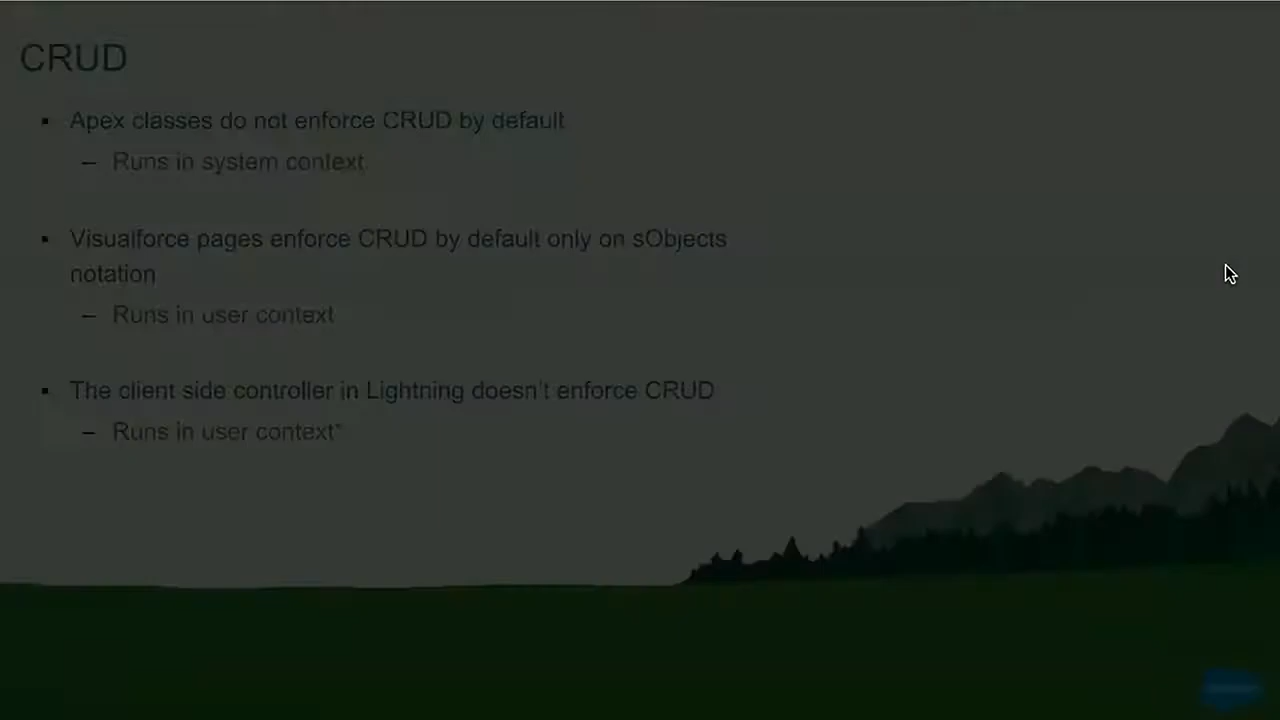 CRUD
Apex classes do not enforce CRUD by default
– Runs in system context
Visualforce pages enforce CRUD by default only on sObjects
notation
– Runs in user context
The client side controller in Lightning doesn't enforce CRUD
– Runs in user context*